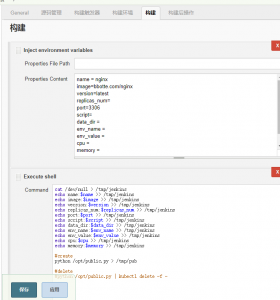 General 源码管理 构建触发器 构建环境 构建 构建后操作
构建
Inject environment variables
X
Properties File Path
Properties Content
name = nginx
version=latest
replicas_num=
port=3306
script=
data_dir =
env_name =
env_value =
cpu =
memory =
Execute shell
X
Command
cat /dev/null > /tmp/jenkins
echo name $name >> /tmp/jenkins
echo image $image >> /tmp/jenkins
echo version $version >> /tmp/jenkins
echo replicas_num $replicas_num >> /tmp/jenkins
echo port $port >> /tmp/jenkins
echo script $script >> /tmp/jenkins
echo data_dir $data_dir >> /tmp/jenkins
echo env_name $env_name >> /tmp/jenkins
echo env_value $env_value >> /tmp/jenkins
echo cpu $cpu >> /tmp/jenkins
echo memory $memory >> /tmp/jenkins
#create
python /opt/public.py > /tmp/pub
#delete
/opt/public.py | kubectl delete -f -
保存 应用